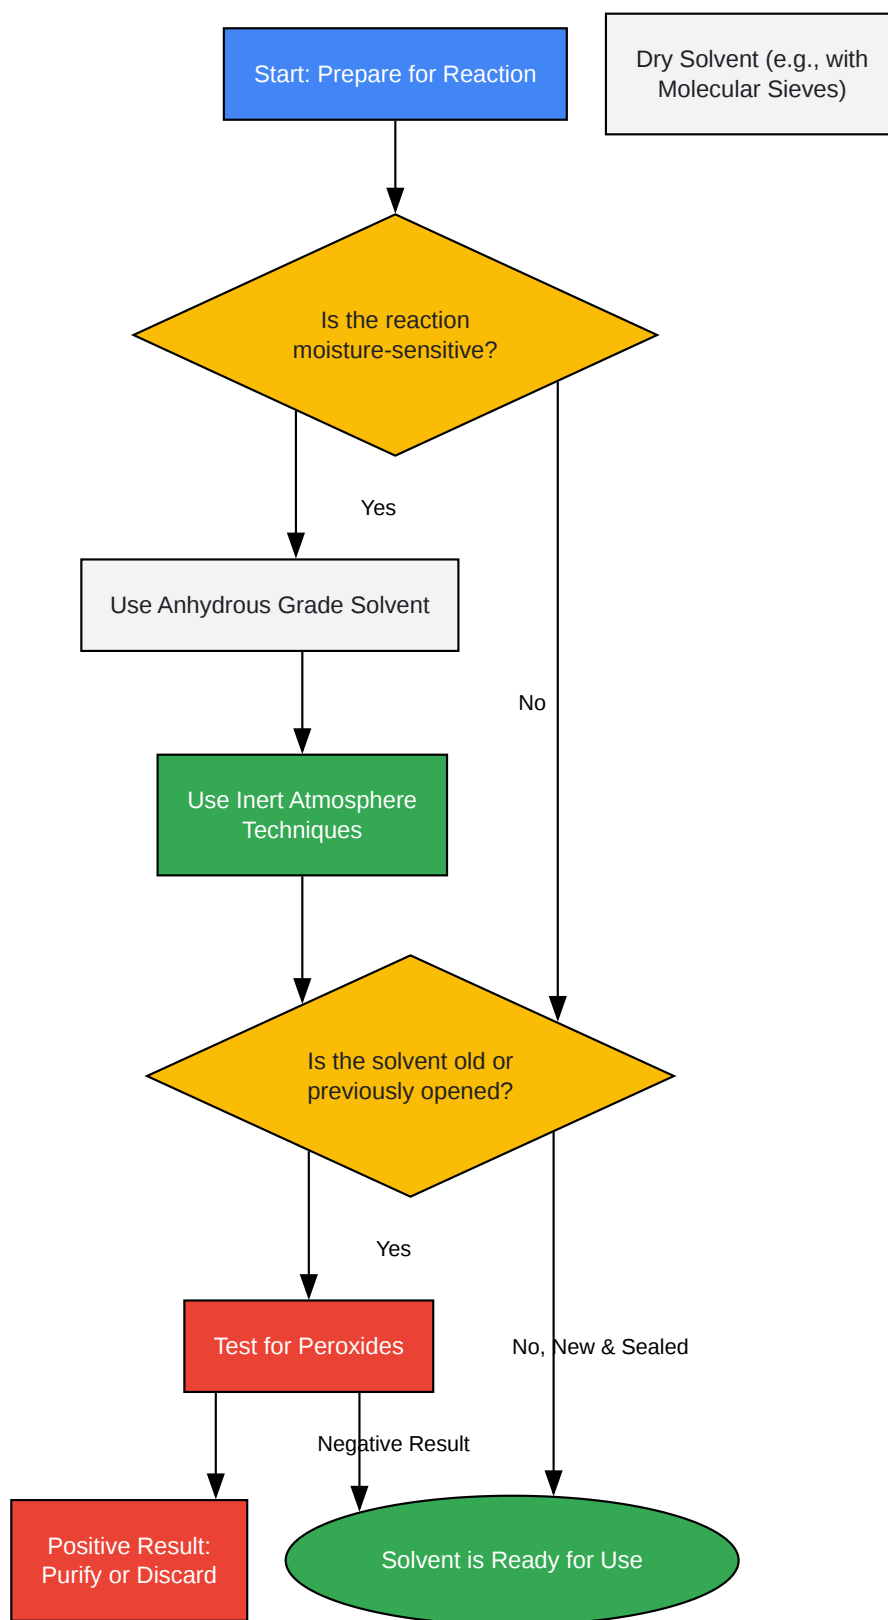 Start: Prepare for Reaction
Dry Solvent (e.g., with
Molecular Sieves)
Is the reaction
moisture-sensitive?
Yes
Use Anhydrous Grade Solvent
No
Use Inert Atmosphere
Techniques
Is the solvent old or
previously opened?
Yes
Test for Peroxides
No, New & Sealed
Negative Result
Positive Result:
Purify or Discard
Solvent is Ready for Use